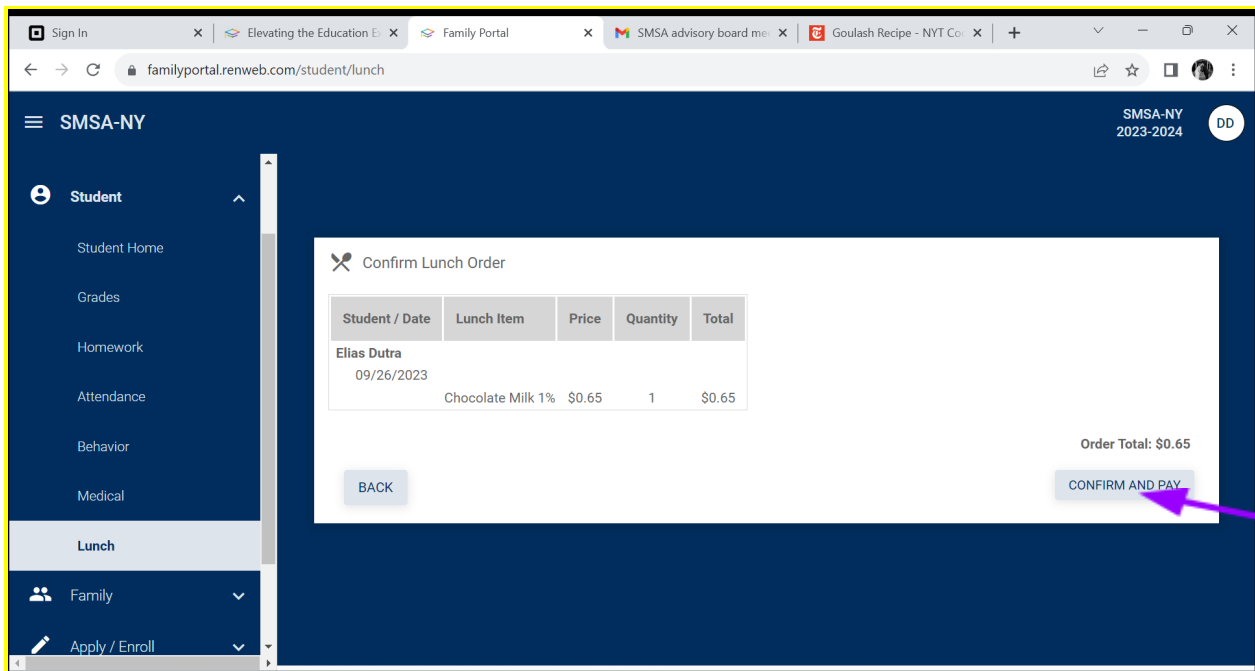 Sign In
Elevating the Education E
Family Portal
SMSA advisory board me
Goulash Recipe - NYT Co
familyportal.renweb.com/student/lunch
SMSA-NY
SMSA-NY
2023-2024
DD
Student
Student Home
Grades
Homework
Attendance
Behavior
Medical
Lunch
Family
Apply / Enroll
Confirm Lunch Order
Student / Date Lunch Item Price Quantity Total
Elias Dutra
09/26/2023
Chocolate Milk 1% $0.65 1 $0.65
Order Total: $0.65
BACK
CONFIRM AND PAY